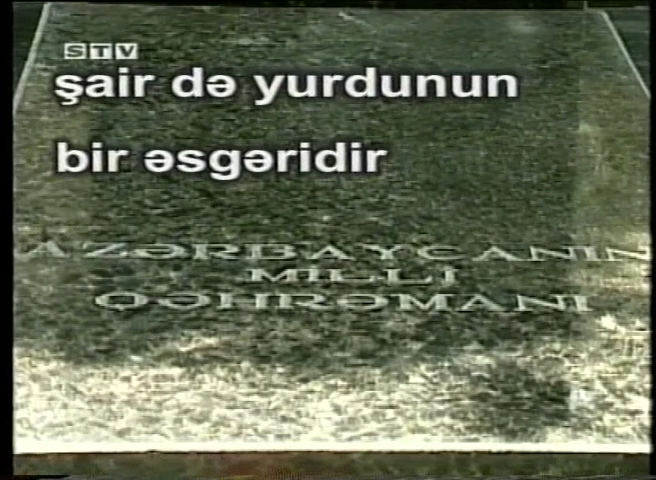 STV
şair də yurdunun
bir əsgəridir
AZƏRBAYCANIN
MİLLİ
QƏHRƏMANI